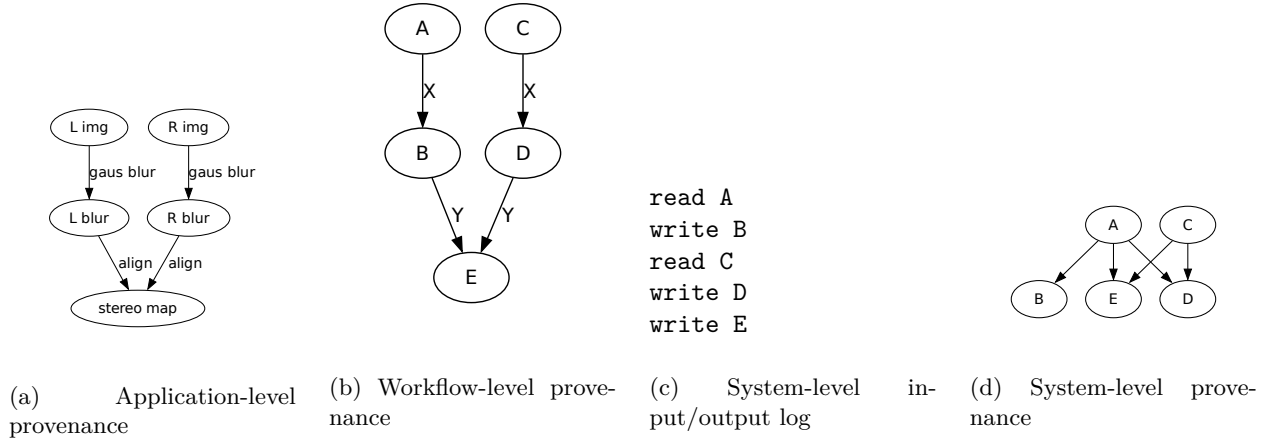 L img
R img
gaus blur
gaus blur
L blur
R blur
align
align
stereo map
(a) Application-level
provenance
A
C
X
X
B
D
Y
Y
E
(b) Workflow-level prove-
nance
read A
write B
read C
write D
write E
(c) System-level in-
put/output log
A
C
B
E
D
(d) System-level prove-
nance